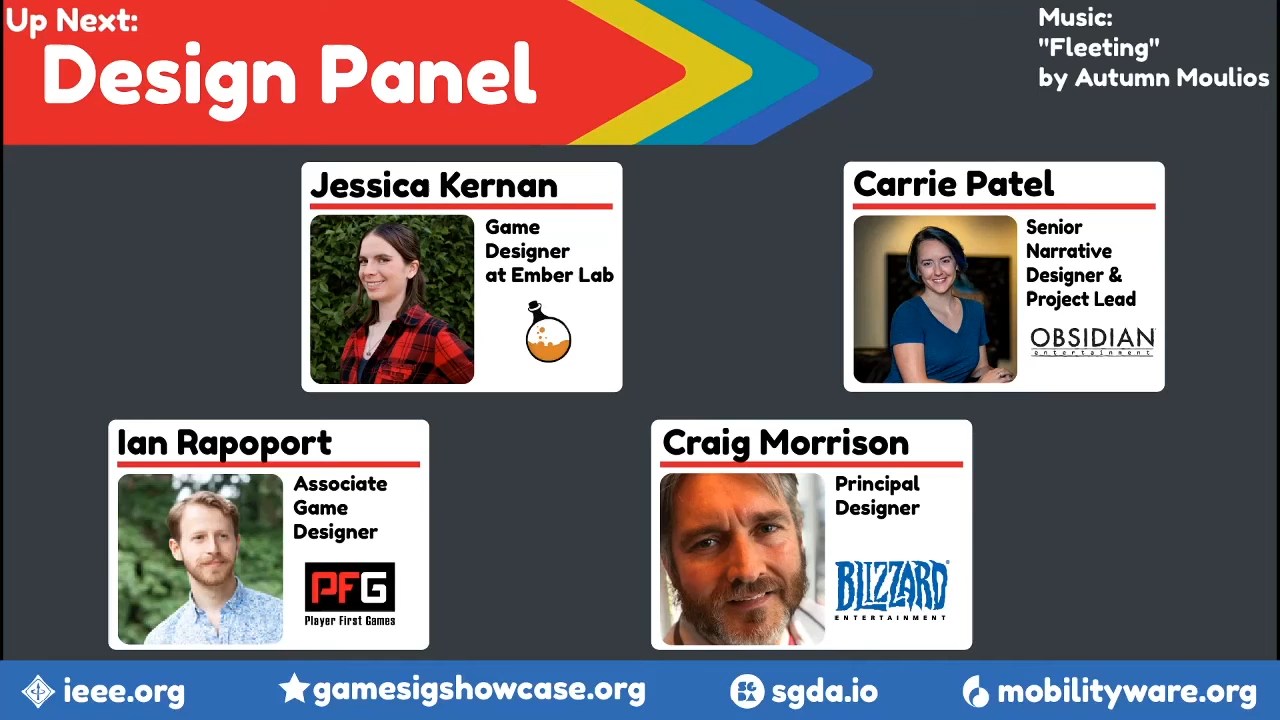 Up Next:
Design Panel
Music:
"Fleeting"
by Autumn Moulios
Jessica Kernan
Game
Designer
at Ember Lab
Carrie Patel
Senior
Narrative
Designer &
Project Lead
OBSIDIAN
entertainment
Ian Rapoport
Associate
Game
Designer
PFG
Player First Games
Craig Morrison
Principal
Designer
BLIZZARD
ENTERTAINMENT
ieee.org
gamesigshowcase.org
sgda.io
mobilityware.org